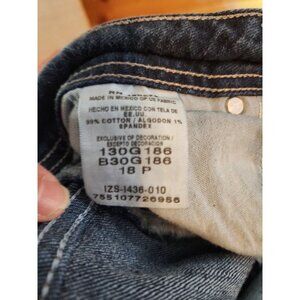 MADE IN MEXICO OF US FABRIC
HECHO EN MEXICO CON TELA DE
EE.UU.
99% COTTON / ALGODON 1%
SPANDEX
EXCLUSIVE OF DECORATION /
EXCEPTO DECORACION
130G186
B30G186
18 P
IZS-I436-010
755107726956